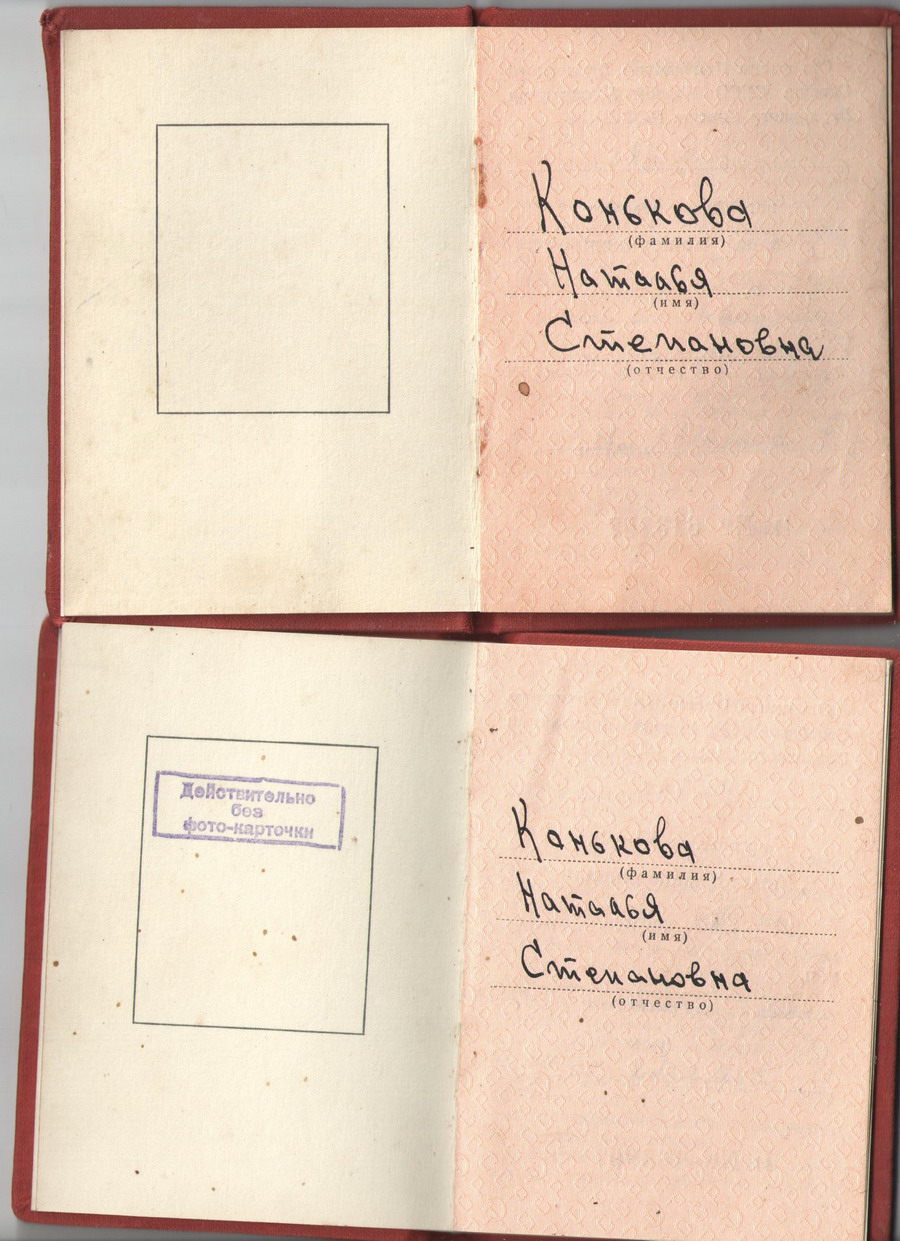 Конькова
(фамилия)
Наталья
(имя)
Степановна
(отчество)
Действительно
без
фото-карточки
Конькова
(фамилия)
Наталья
(имя)
Степановна
(отчество)